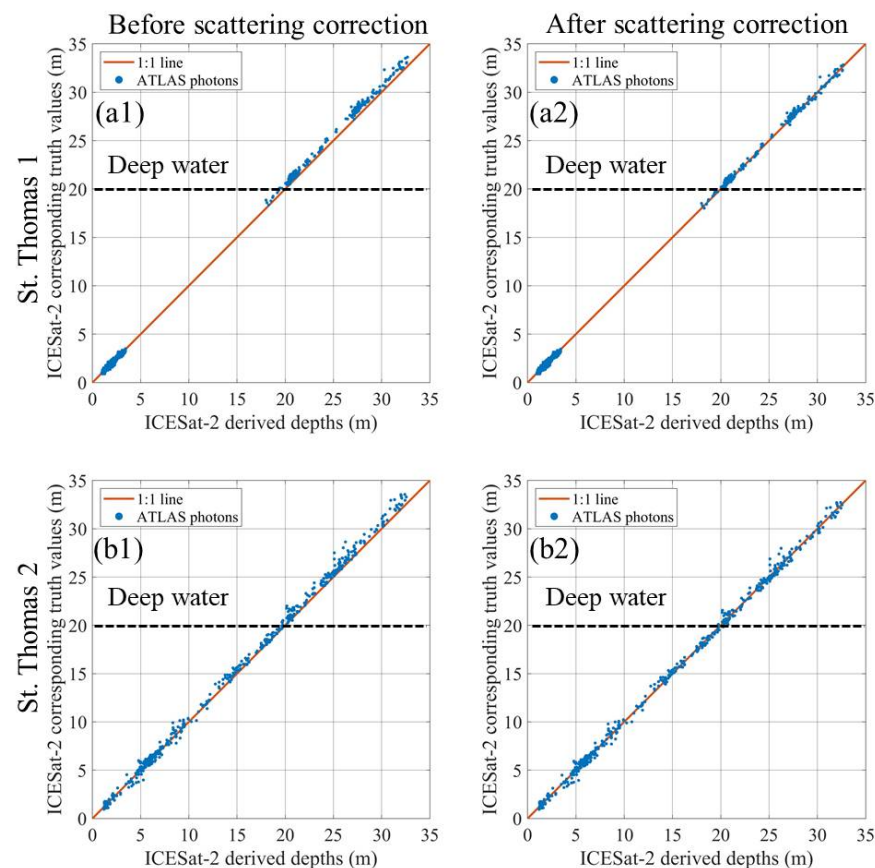 Before scattering correction
After scattering correction
St. Thomas 1
ICESat-2 corresponding truth values (m)
35
30
25
20
15
10
5
0
1:1 line
ATLAS photons
(a1)
Deep water
0 5 10 15 20 25 30 35
ICESat-2 derived depths (m)
ICESat-2 corresponding truth values (m)
35
30
25
20
15
10
5
0
1:1 line
ATLAS photons
(a2)
Deep water
0 5 10 15 20 25 30 35
ICESat-2 derived depths (m)
St. Thomas 2
ICESat-2 corresponding truth values (m)
35
30
25
20
15
10
5
0
1:1 line
ATLAS photons
(b1)
Deep water
0 5 10 15 20 25 30 35
ICESat-2 derived depths (m)
ICESat-2 corresponding truth values (m)
35
30
25
20
15
10
5
0
1:1 line
ATLAS photons
(b2)
Deep water
0 5 10 15 20 25 30 35
ICESat-2 derived depths (m)